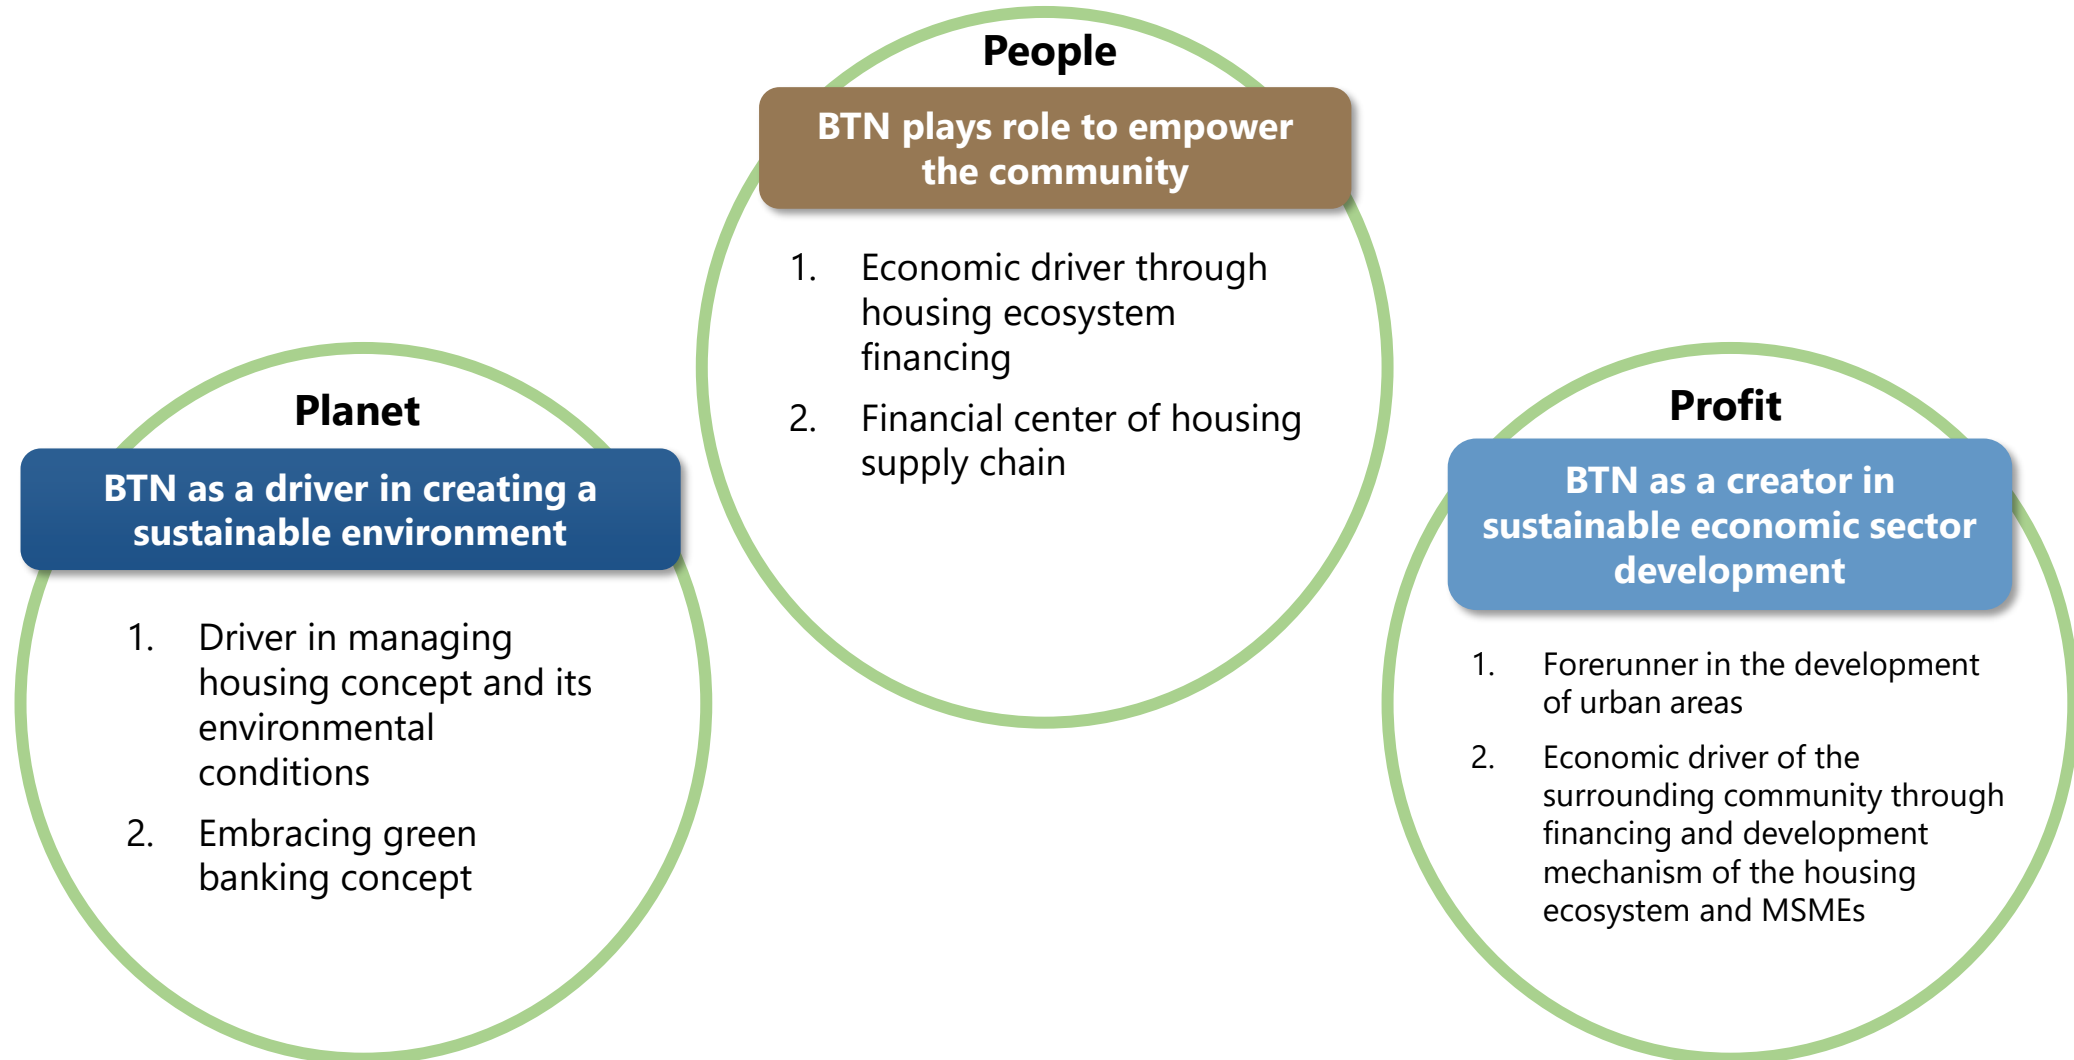 People
BTN plays role to empower
the community
1. Economic driver through
housing ecosystem
financing
2. Financial center of housing
supply chain
Planet
BTN as a driver in creating a
sustainable environment
1. Driver in managing
housing concept and its
environmental
conditions
2. Embracing green
banking concept
Profit
BTN as a creator in
sustainable economic sector
development
1. Forerunner in the development
of urban areas
2. Economic driver of the
surrounding community through
financing and development
mechanism of the housing
ecosystem and MSMEs